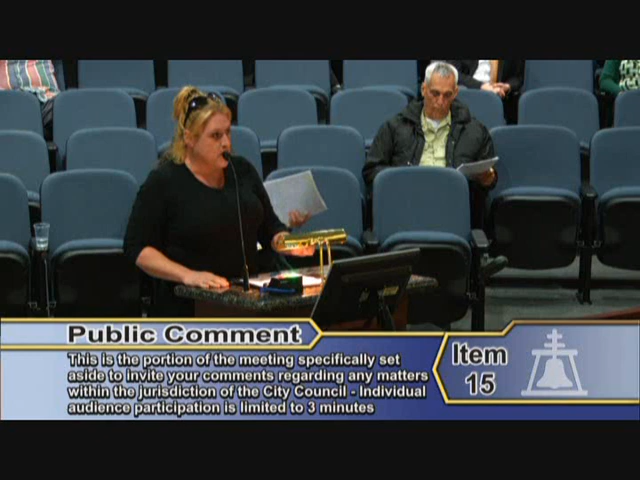 Public Comment
This is the portion of the meeting specifically set
aside to invite your comments regarding any matters
within the jurisdiction of the City Council - Individual
audience participation is limited to 3 minutes
Item
15